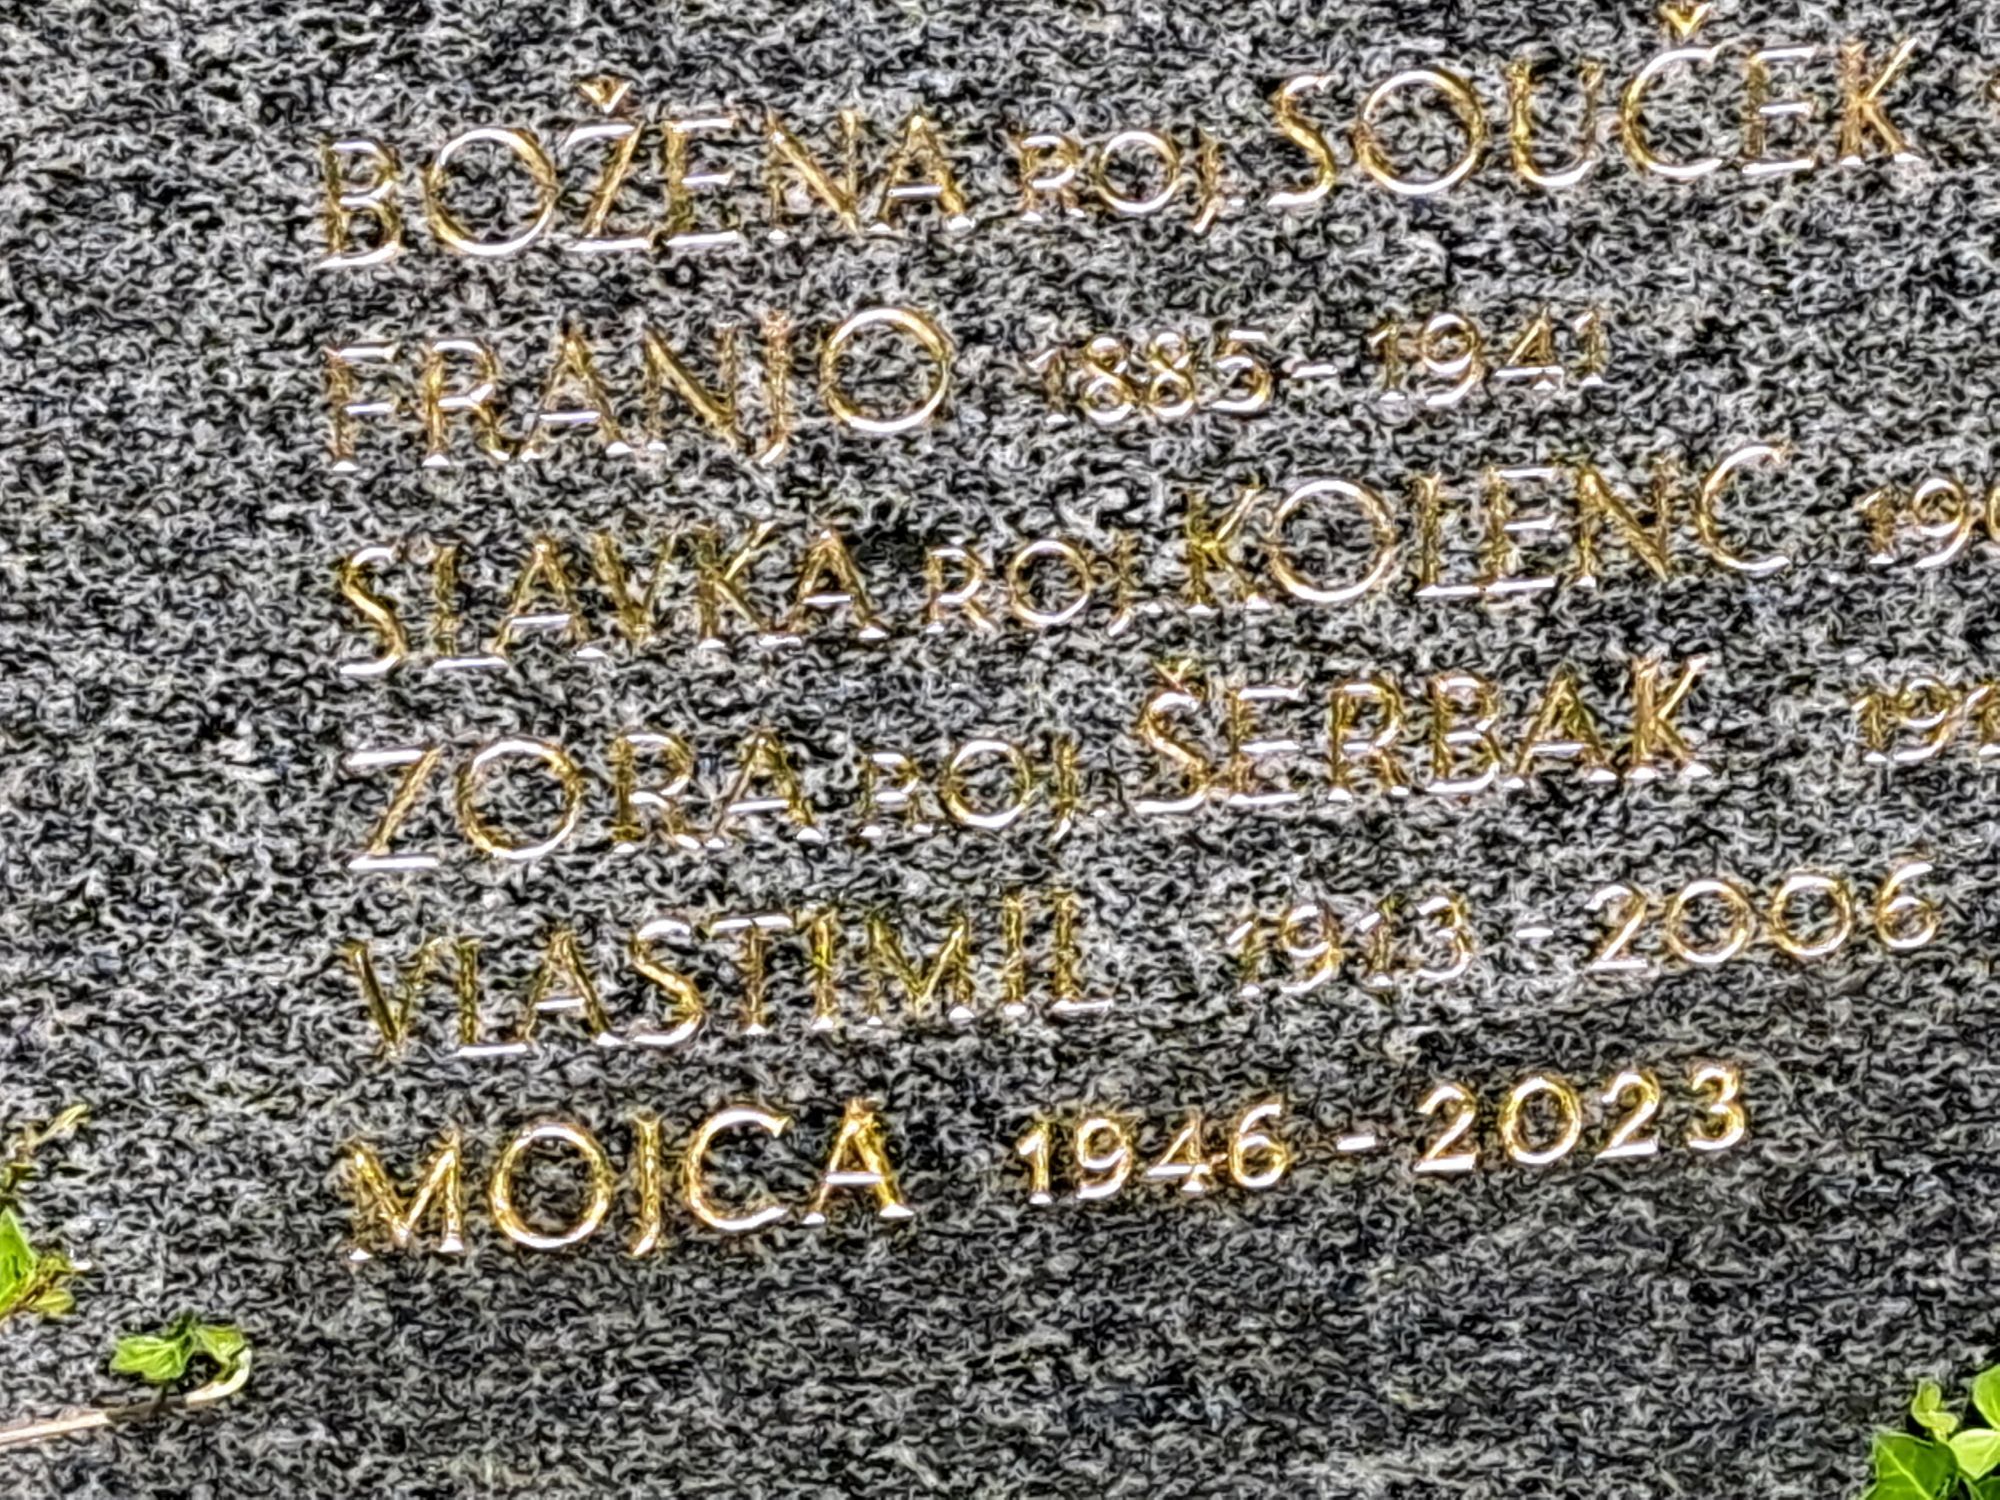 BOŽENA ROJ. SOUČEK
FRANJO 1885-1941
SLAVKA ROJ. KOLENC
ZORA ROJ. ŠERBAK
VLASTIMIL 1913-2006
MOJCA 1946-2023